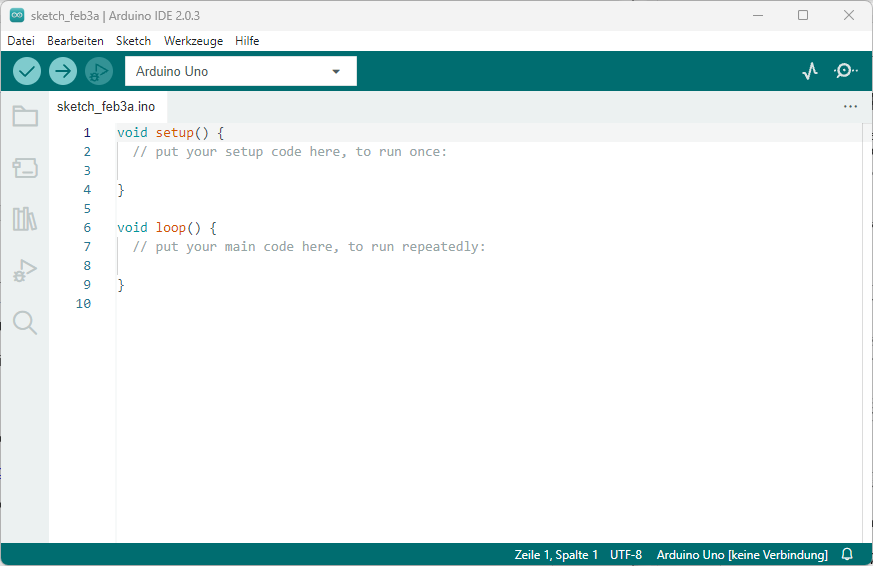 sketch_feb3a | Arduino IDE 2.0.3
Datei Bearbeiten Sketch Werkzeuge Hilfe
Arduino Uno
sketch_feb3a.ino
1 void setup() {
2 // put your setup code here, to run once:
3
4 }
5
6 void loop() {
7 // put your main code here, to run repeatedly:
8
9 }
10
Zeile 1, Spalte 1 UTF-8 Arduino Uno [keine Verbindung]